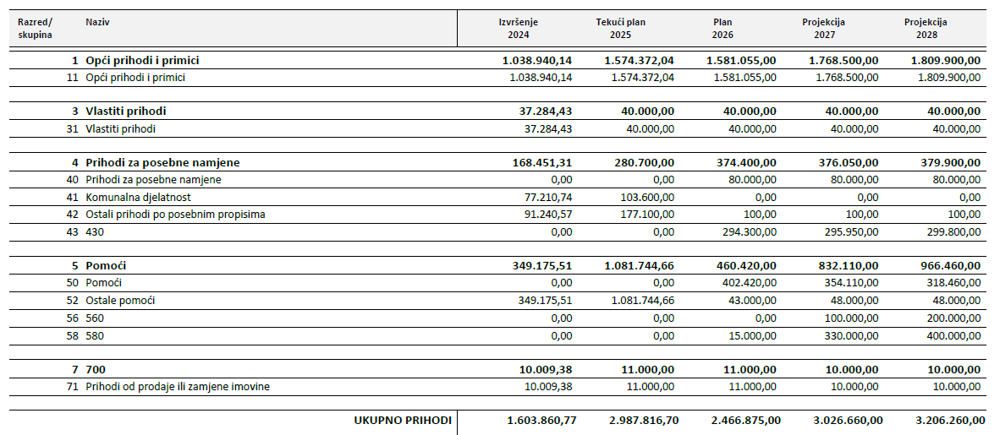 Razred/ Naziv Izvršenje Tekući plan Plan Projekcija Projekcija
skupina 2024 2025 2026 2027 2028
1 Opći prihodi i primici 1.038.940,14 1.574.372,04 1.581.055,00 1.768.500,00 1.809.900,00
11 Opći prihodi i primici 1.038.940,14 1.574.372,04 1.581.055,00 1.768.500,00 1.809.900,00
3 Vlastiti prihodi 37.284,43 40.000,00 40.000,00 40.000,00 40.000,00
31 Vlastiti prihodi 37.284,43 40.000,00 40.000,00 40.000,00 40.000,00
4 Prihodi za posebne namjene 168.451,31 280.700,00 374.400,00 376.050,00 379.900,00
40 Prihodi za posebne namjene 0,00 0,00 80.000,00 80.000,00 80.000,00
41 Komunalna djelatnost 77.210,74 103.600,00 0,00 0,00 0,00
42 Ostali prihodi po posebnim propisima 91.240,57 177.100,00 100,00 100,00 100,00
43 430 0,00 0,00 294.300,00 295.950,00 299.800,00
5 Pomoći 349.175,51 1.081.744,66 460.420,00 832.110,00 966.460,00
50 Pomoći 0,00 0,00 402.420,00 354.110,00 318.460,00
52 Ostale pomoći 349.175,51 1.081.744,66 43.000,00 48.000,00 48.000,00
56 560 0,00 0,00 0,00 100.000,00 200.000,00
58 580 0,00 0,00 15.000,00 330.000,00 400.000,00
7 700 10.009,38 11.000,00 11.000,00 10.000,00 10.000,00
71 Prihodi od prodaje ili zamjene imovine 10.009,38 11.000,00 11.000,00 10.000,00 10.000,00
UKUPNO PRIHODI 1.603.860,77 2.987.816,70 2.466.875,00 3.026.660,00 3.206.260,00